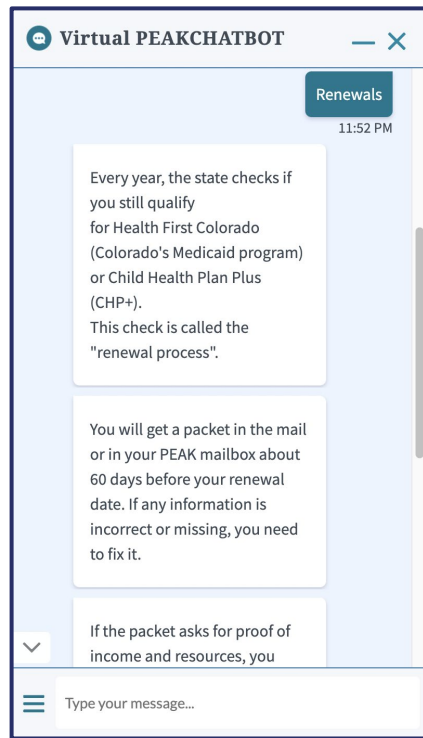 Virtual PEAKCHATBOT
Renewals
11:52 PM
Every year, the state checks if
you still qualify
for Health First Colorado
(Colorado's Medicaid program)
or Child Health Plan Plus
(CHP+).
This check is called the
"renewal process".
You will get a packet in the mail
or in your PEAK mailbox about
60 days before your renewal
date. If any information is
incorrect or missing, you need
to fix it.
If the packet asks for proof of
income and resources, you
Type your message...